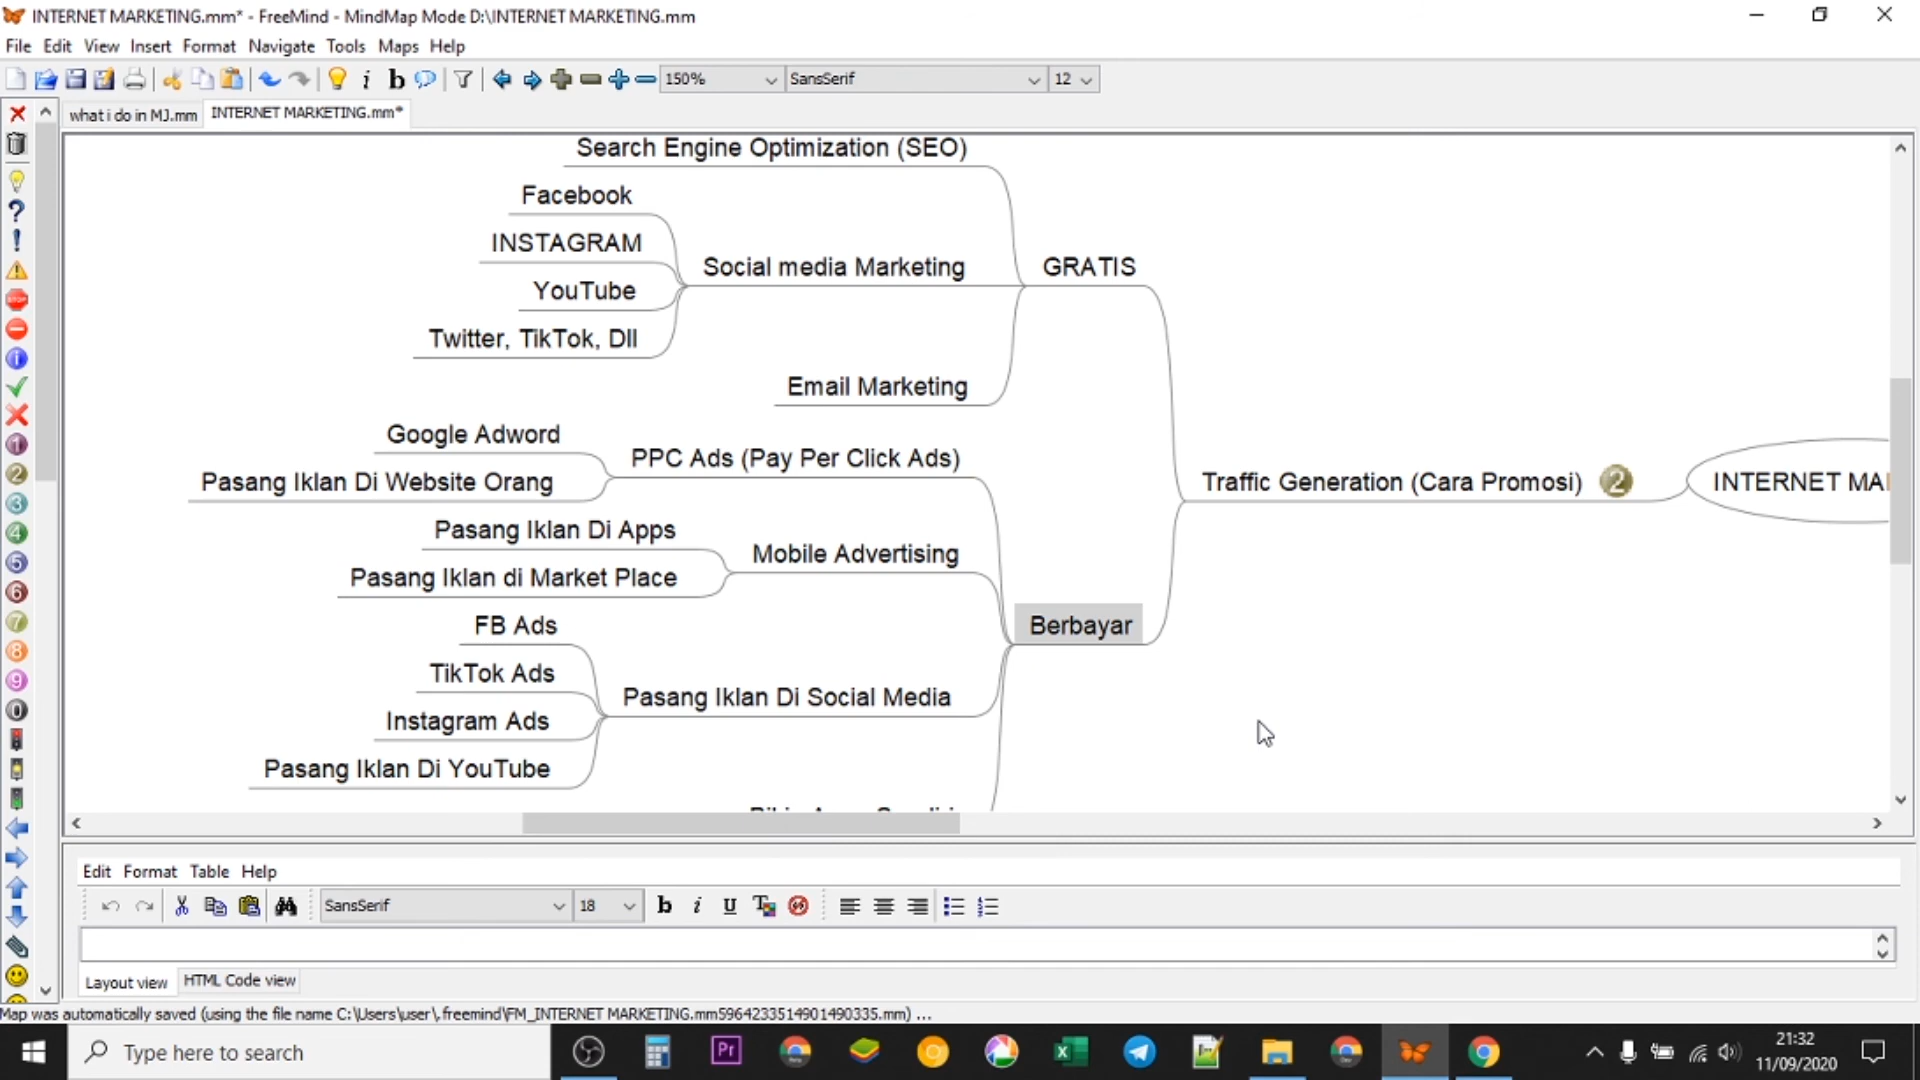 INTERNET MARKETING.mm* - FreeMind - MindMap Mode D:\INTERNET MARKETING.mm
File Edit View Insert Format Navigate Tools Maps Help
150% SansSerif 12
what i do in MJ.mm INTERNET MARKETING.mm*
Search Engine Optimization (SEO)
Facebook
INSTAGRAM
Social media Marketing
GRATIS
YouTube
Twitter, TikTok, Dll
Email Marketing
Google Adword
PPC Ads (Pay Per Click Ads)
Pasang Iklan Di Website Orang
Traffic Generation (Cara Promosi) 2
INTERNET MA
Pasang Iklan Di Apps
Mobile Advertising
Pasang Iklan di Market Place
FB Ads
Berbayar
TikTok Ads
Pasang Iklan Di Social Media
Instagram Ads
Pasang Iklan Di YouTube
Edit Format Table Help
SansSerif 18
Layout view HTML Code view
Map was automatically saved (using the file name C:\Users\user\.freemind\FM_INTERNET MARKETING.mm5964233514901490335.mm) ...
Type here to search
Pr
21:32
11/09/2020